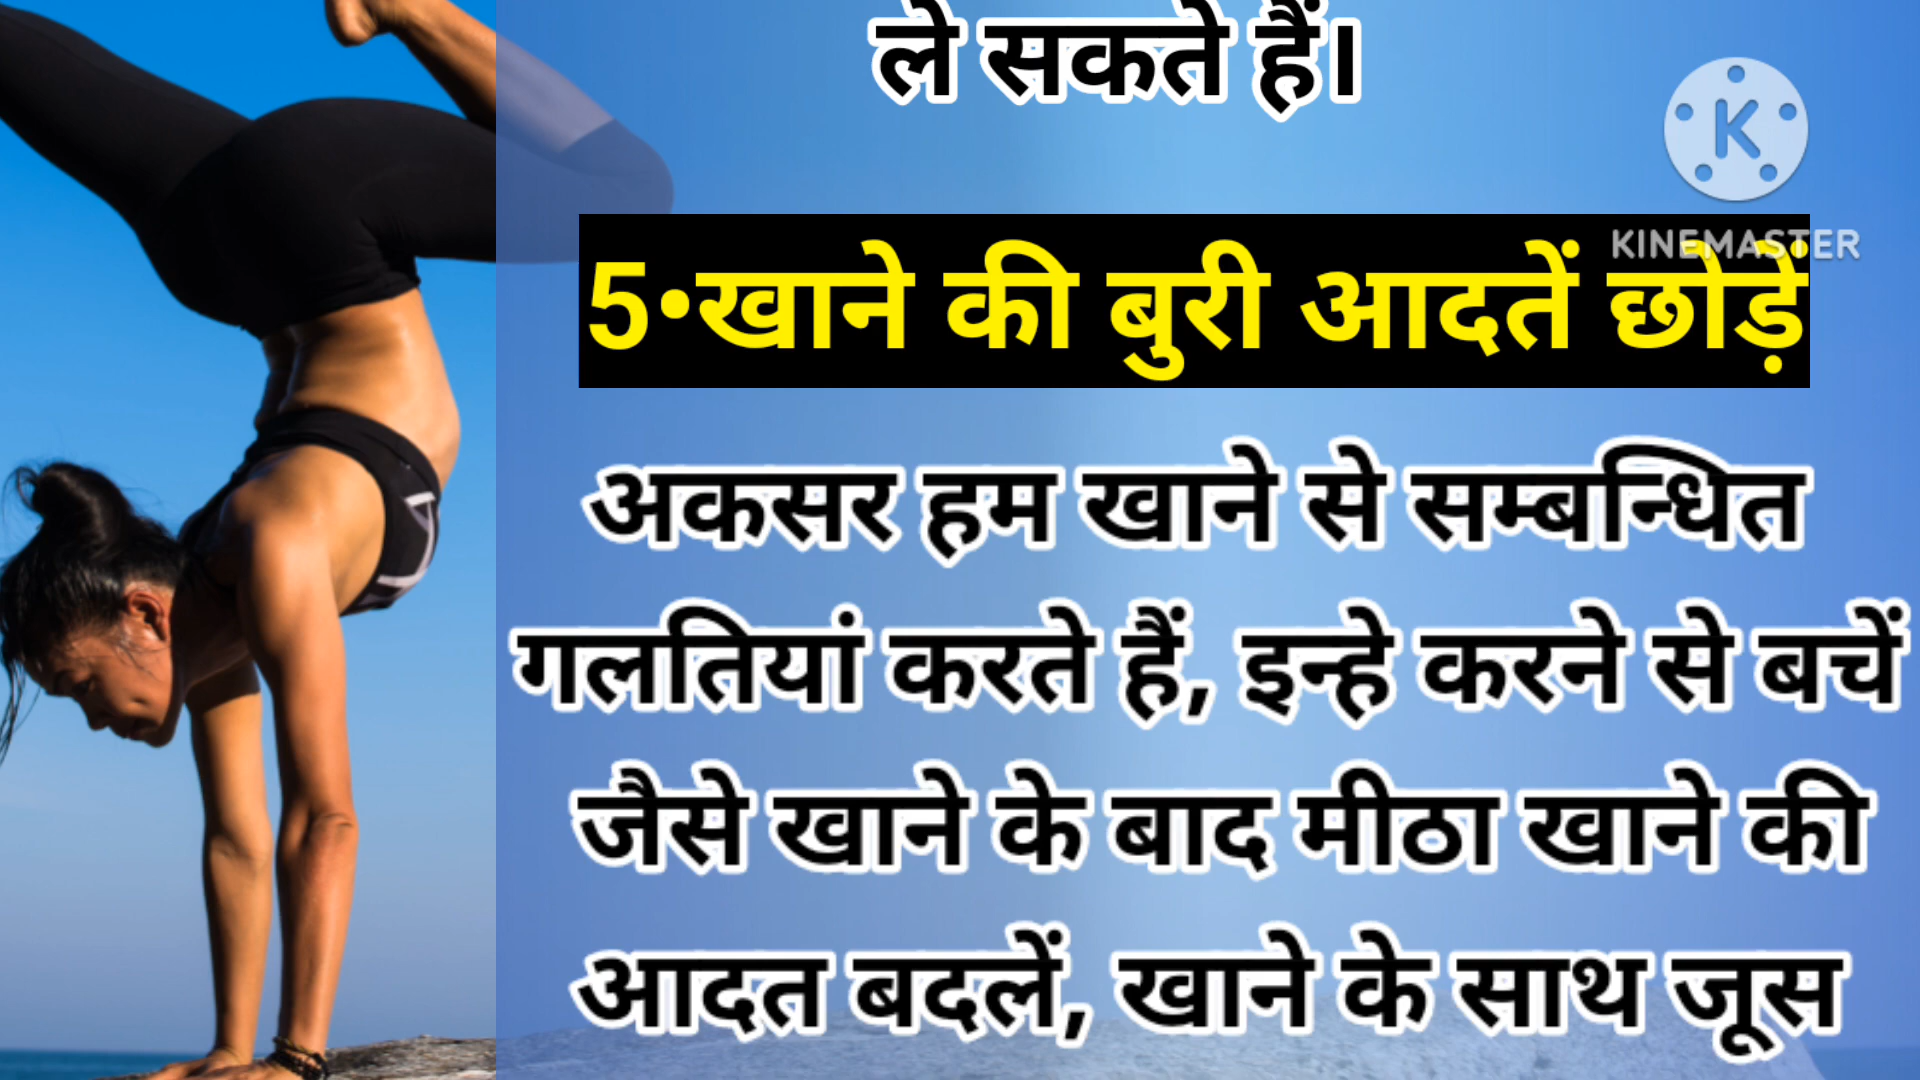 ले सकते हैं।
K
KINEMASTER
5•खाने की बुरी आदतें छोड़ें
अकसर हम खाने से सम्बन्धित
गलतियां करते हैं, इन्हे करने से बचें
जैसे खाने के बाद मीठा खाने की
आदत बदलें, खाने के साथ जूस